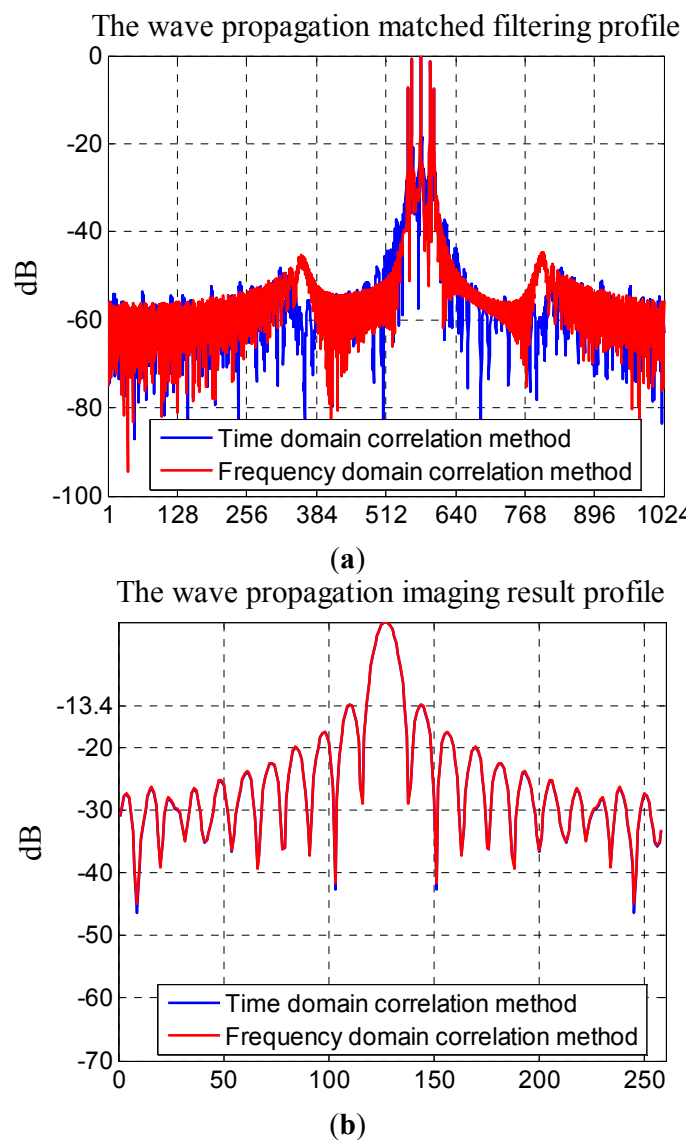 The wave propagation matched filtering profile
0
-20
-40
-60
-80
-100
dB
Time domain correlation method
Frequency domain correlation method
1 128 256 384 512 640 768 896 1024
(a)
The wave propagation imaging result profile
-13.4
-20
-30
-40
-50
-60
-70
dB
Time domain correlation method
Frequency domain correlation method
0 50 100 150 200 250
(b)